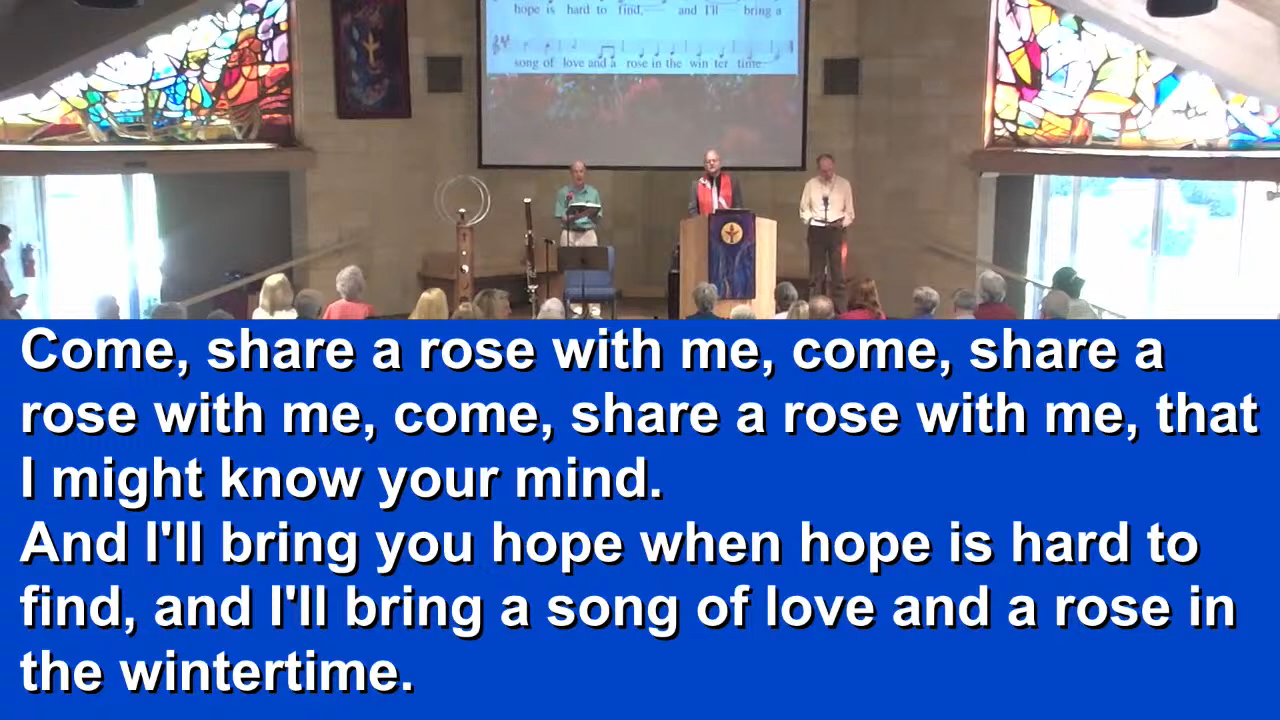 hope is hard to find, and I'll bring a
song of love and a rose in the win ter time
Come, share a rose with me, come, share a
rose with me, come, share a rose with me, that
I might know your mind.
And I'll bring you hope when hope is hard to
find, and I'll bring a song of love and a rose in
the wintertime.